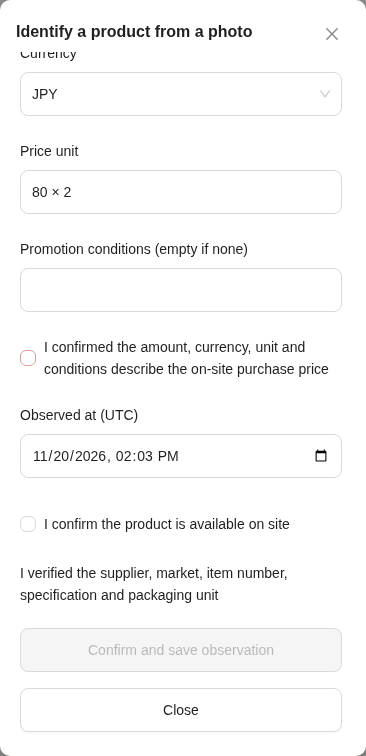 Identify a product from a photo
Currency
JPY
Price unit
80 × 2
Promotion conditions (empty if none)
I confirmed the amount, currency, unit and
conditions describe the on-site purchase price
Observed at (UTC)
11/20/2026, 02:03 PM
I confirm the product is available on site
I verified the supplier, market, item number,
specification and packaging unit
Confirm and save observation
Close